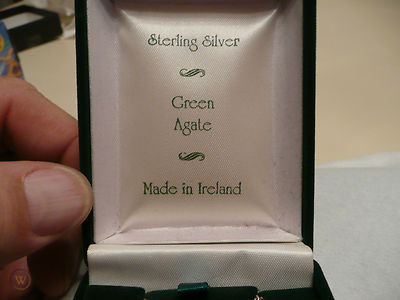 Sterling Silver
Green
Agate
Made in Ireland